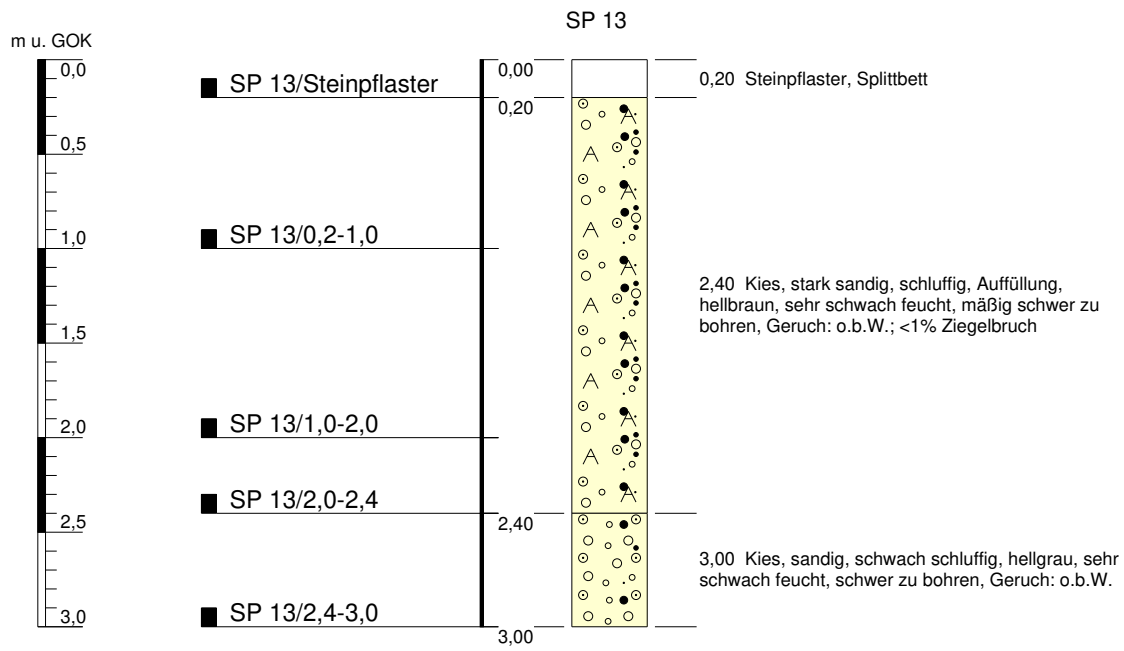 SP 13
m u. GOK
0,0
0,5
1,0
1,5
2,0
2,5
3,0
SP 13/Steinpflaster
SP 13/0,2-1,0
SP 13/1,0-2,0
SP 13/2,0-2,4
SP 13/2,4-3,0
0,00
0,20
2,40
3,00
0,20 Steinpflaster, Splittbett
2,40 Kies, stark sandig, schluffig, Auffüllung,
hellbraun, sehr schwach feucht, mäßig schwer zu
bohren, Geruch: o.b.W.; <1% Ziegelbruch
3,00 Kies, sandig, schwach schluffig, hellgrau, sehr
schwach feucht, schwer zu bohren, Geruch: o.b.W.